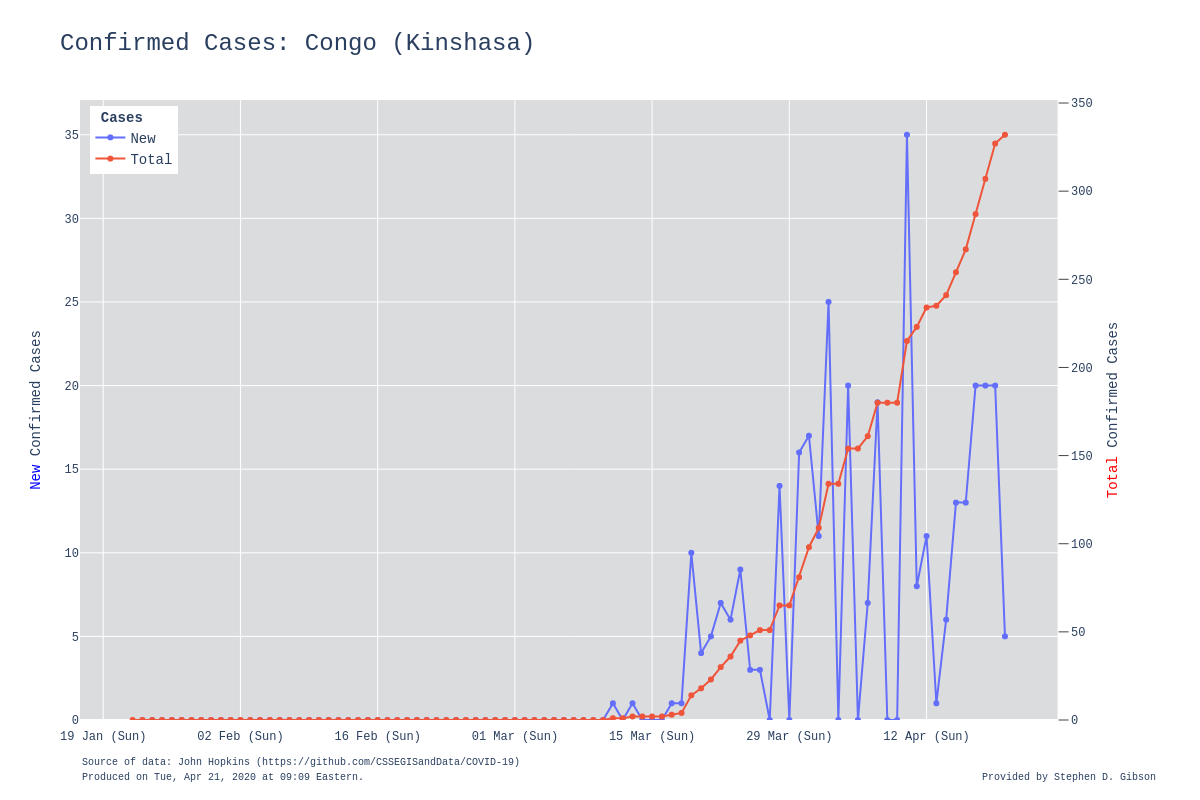 Confirmed Cases: Congo (Kinshasa)
Cases
New
Total
35
30
25
20
15
10
5
0
350
300
250
200
150
100
50
0
New Confirmed Cases
Total Confirmed Cases
19 Jan (Sun) 02 Feb (Sun) 16 Feb (Sun) 01 Mar (Sun) 15 Mar (Sun) 29 Mar (Sun) 12 Apr (Sun)
Source of data: John Hopkins (https://github.com/CSSEGISandData/COVID-19)
Produced on Tue, Apr 21, 2020 at 09:09 Eastern.
Provided by Stephen D. Gibson